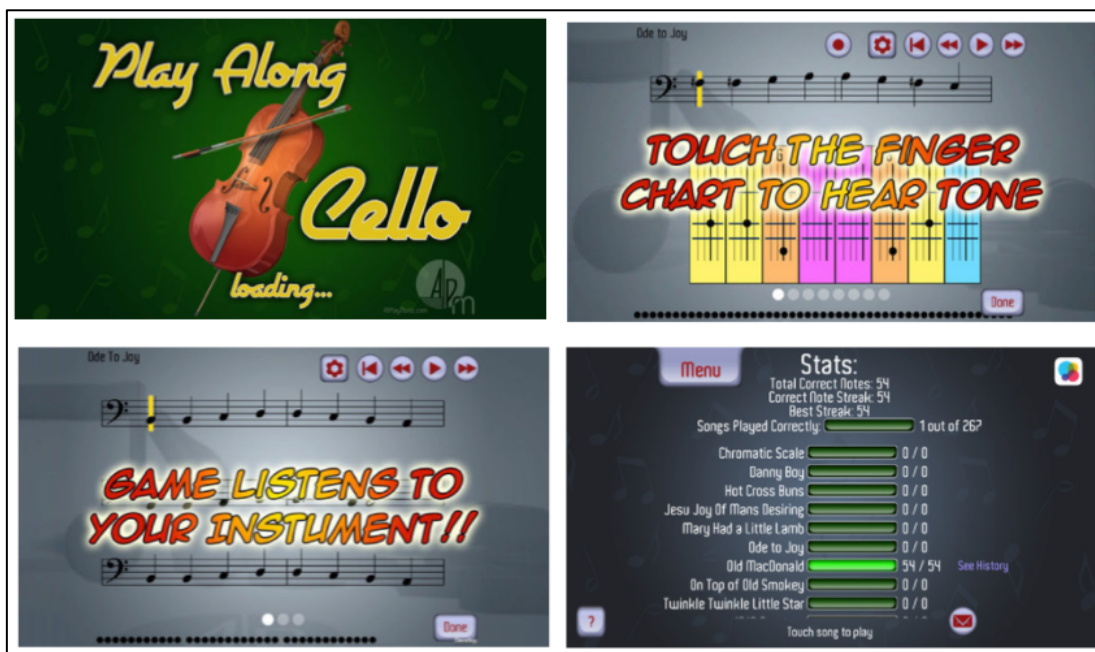 Play Along
Cello
loading...
APM
Ode to Joy
TOUCH THE FINGER
CHART TO HEAR TONE
Done
Ode To Joy
GAME LISTENS TO
YOUR INSTUMENT!!
Done
Menu
Stats:
Total Correct Notes: 54
Correct Note Streak: 54
Best Streak: 54
Songs Played Correctly: 1 out of 267
Chromatic Scale 0 / 0
Danny Boy 0 / 0
Hot Cross Buns 0 / 0
Jesu Joy Of Mans Desiring 0 / 0
Mary Had a Little Lamb 0 / 0
Ode to Joy 0 / 0
Old MacDonald 54 / 54 See History
On Top of Old Smokey 0 / 0
Twinkle Twinkle Little Star 0 / 0
?
Touch song to play